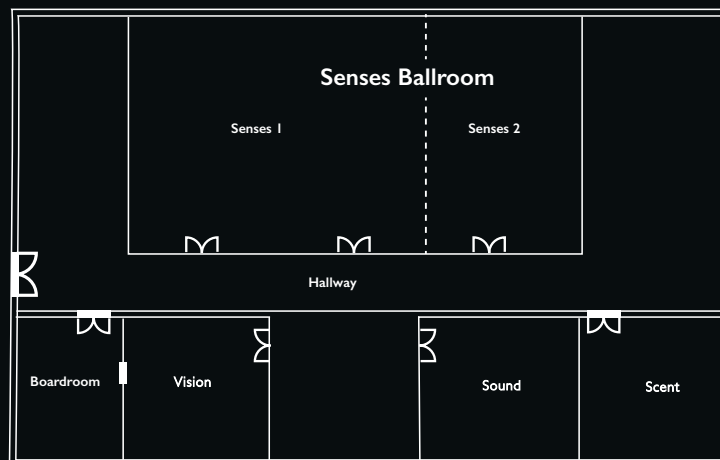 Senses Ballroom
Senses 1
Senses 2
Hallway
Boardroom
Vision
Sound
Scent